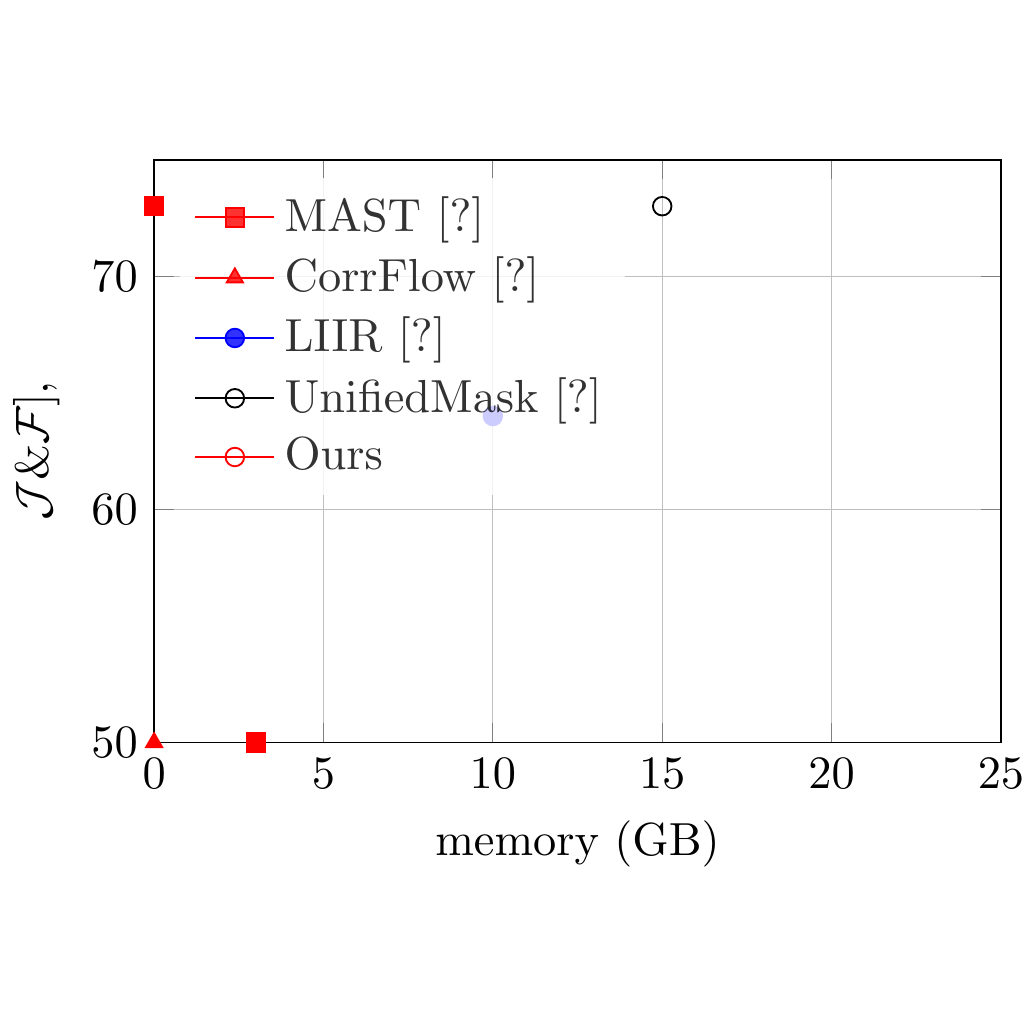 MAST [?]
CorrFlow [?]
LIIR [?]
UnifiedMask [?]
Ours
70
60
50
0 5 10 15 20 25
memory (GB)
𝒥&ℱ],